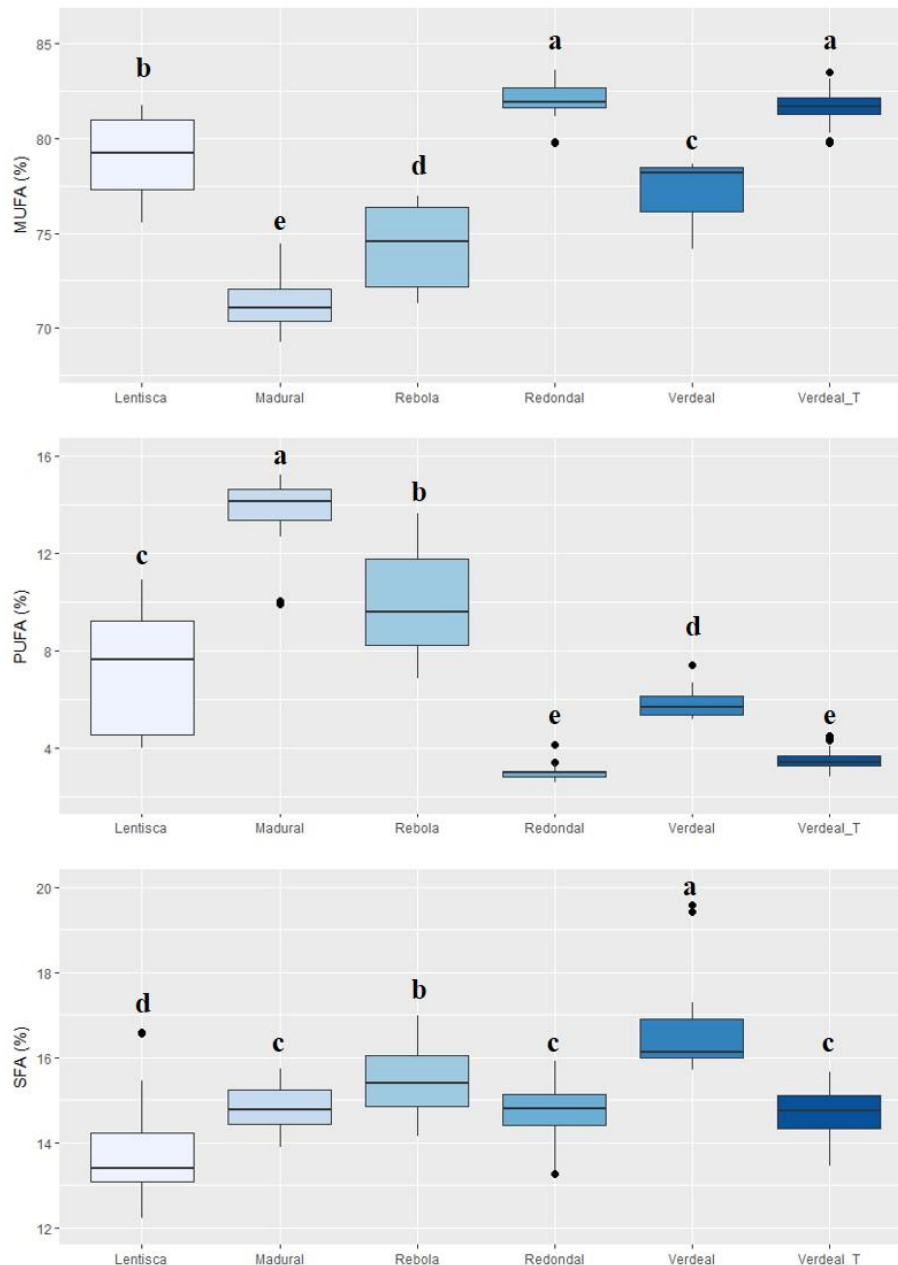 MUFA (%)
85
80
75
70
b
e
d
a
c
a
Lentisca Madural Rebola Redondal Verdeal Verdeal_T
PUFA (%)
16
12
8
4
c
a
b
e
d
e
Lentisca Madural Rebola Redondal Verdeal Verdeal_T
SFA (%)
20
18
16
14
12
d
c
b
c
a
c
Lentisca Madural Rebola Redondal Verdeal Verdeal_T